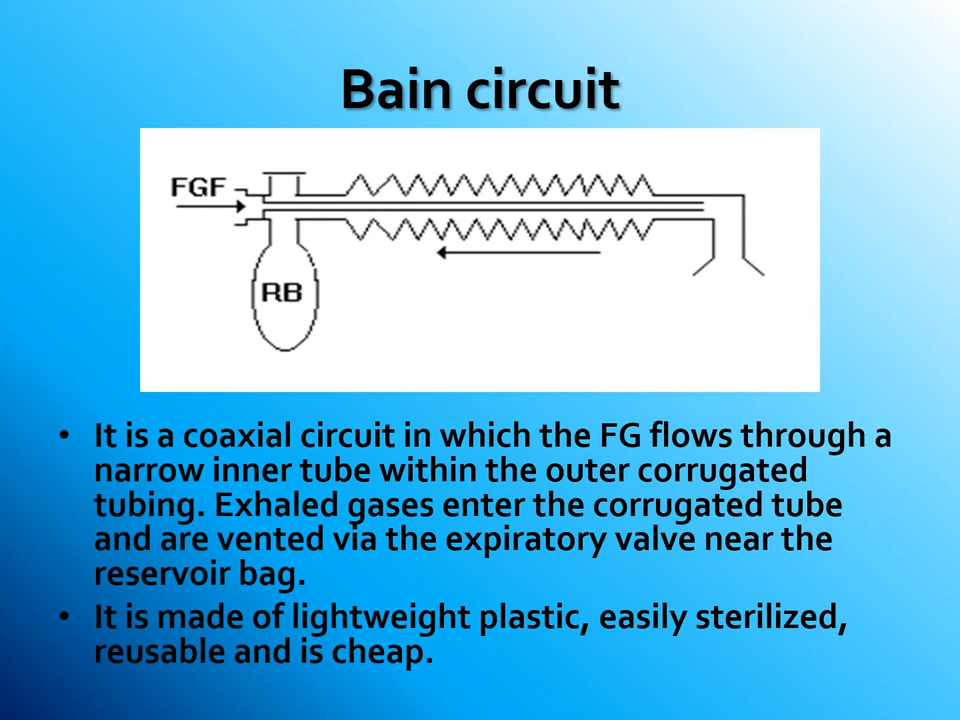 Bain circuit
FGF
RB
• It is a coaxial circuit in which the FG flows through a
narrow inner tube within the outer corrugated
tubing. Exhaled gases enter the corrugated tube
and are vented via the expiratory valve near the
reservoir bag.
• It is made of lightweight plastic, easily sterilized,
reusable and is cheap.